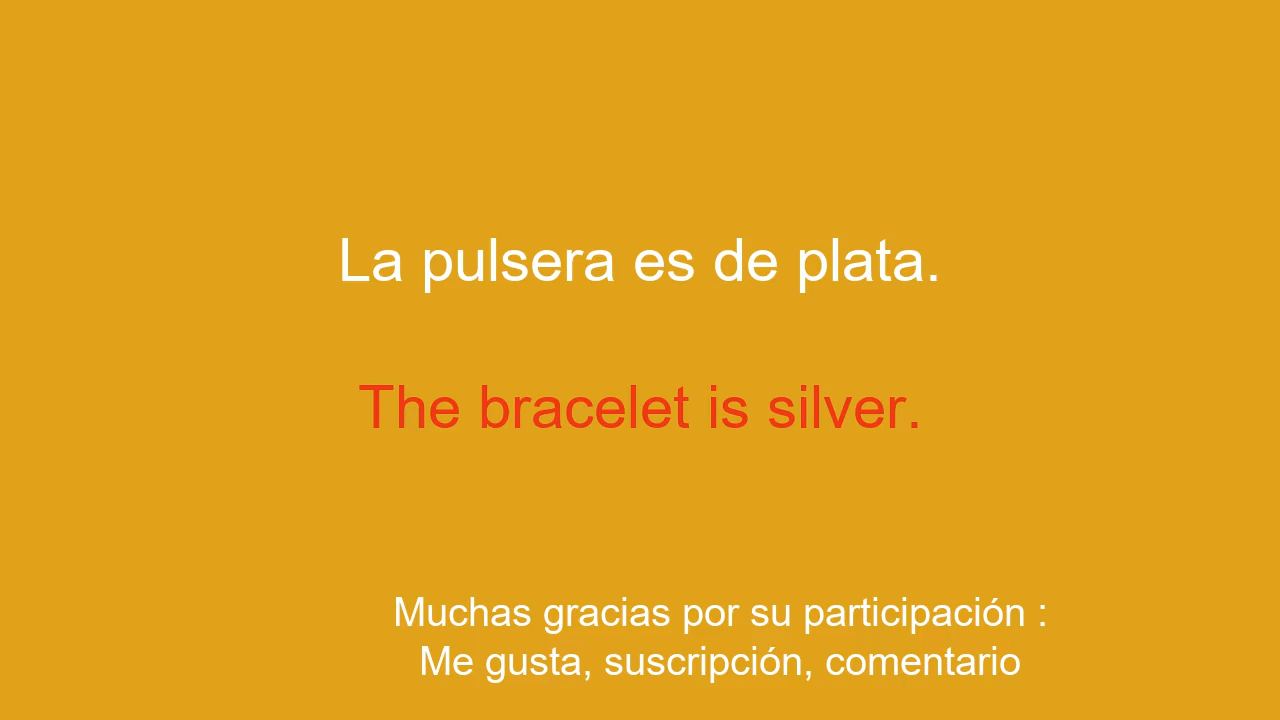 La pulsera es de plata.
The bracelet is silver.
Muchas gracias por su participación :
Me gusta, suscripción, comentario